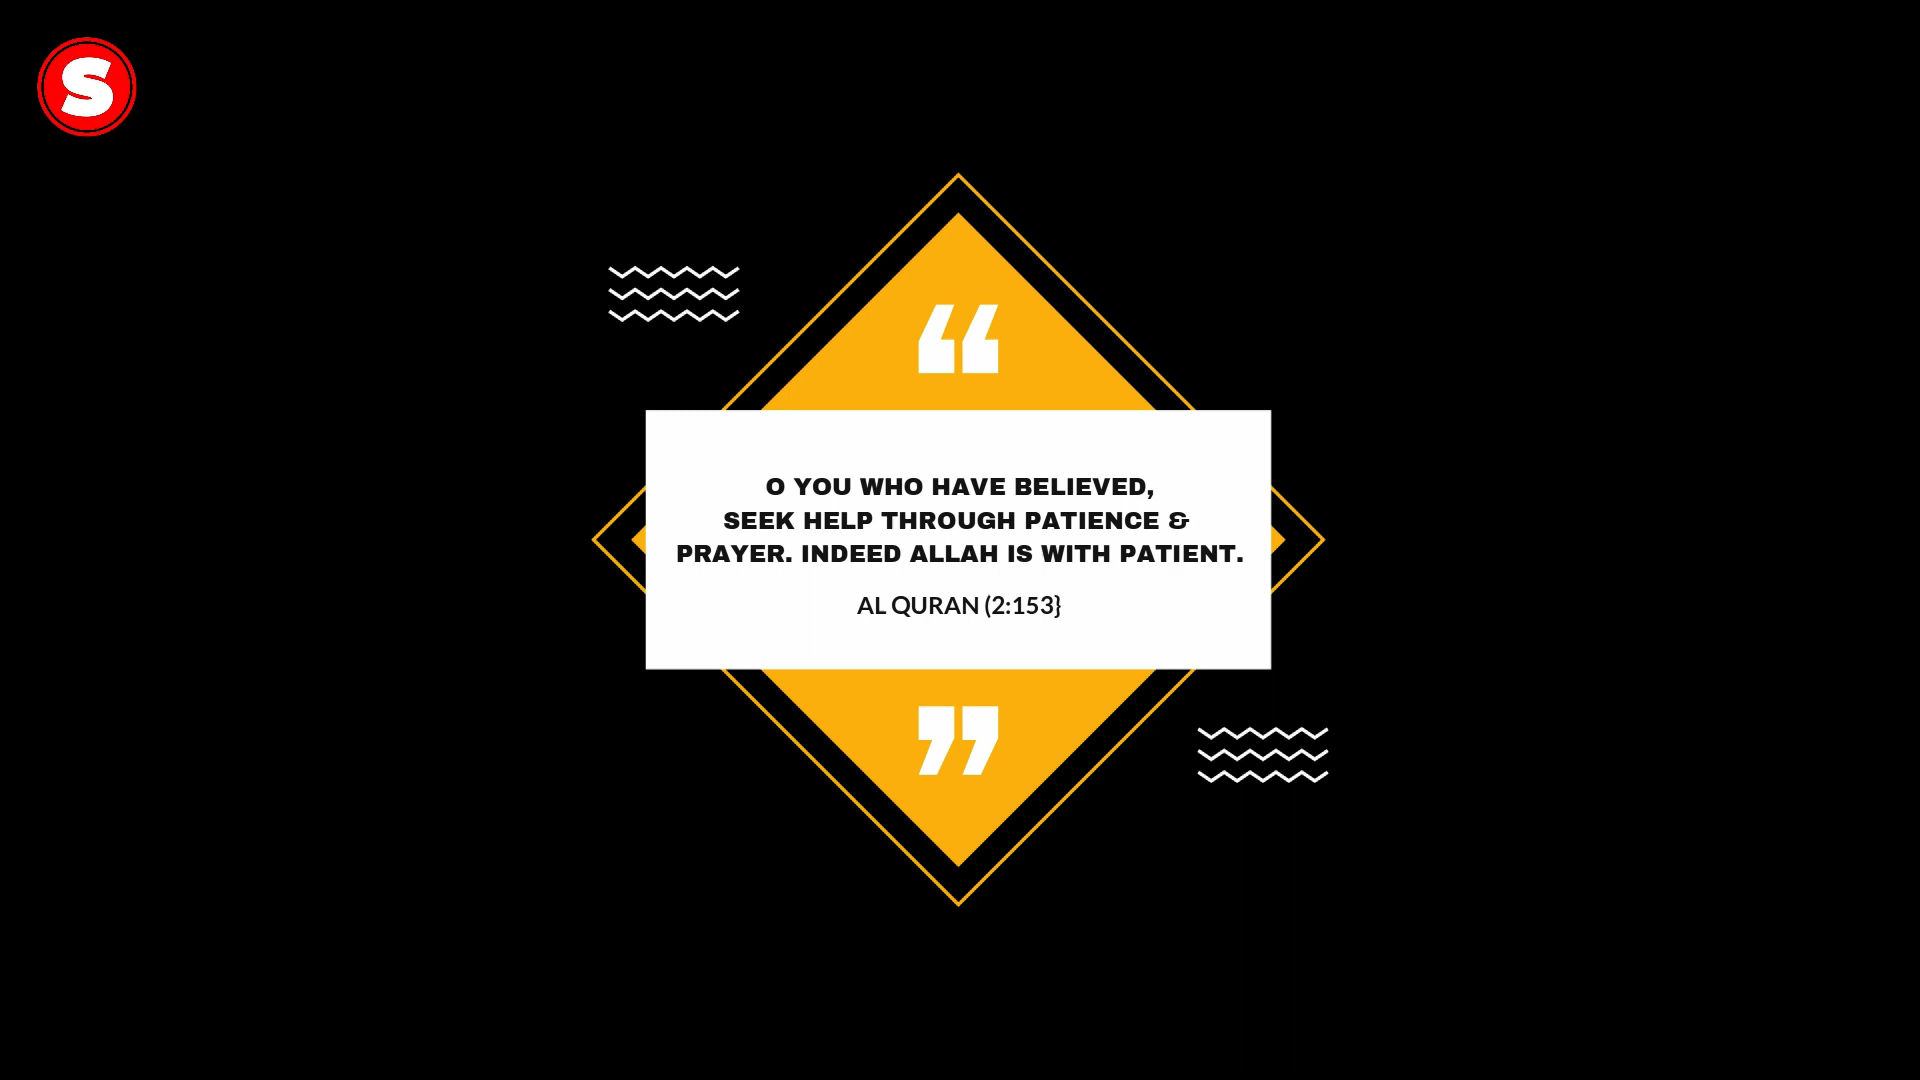 S
“
O YOU WHO HAVE BELIEVED,
SEEK HELP THROUGH PATIENCE &
PRAYER. INDEED ALLAH IS WITH PATIENT.
AL QURAN (2:153}
”